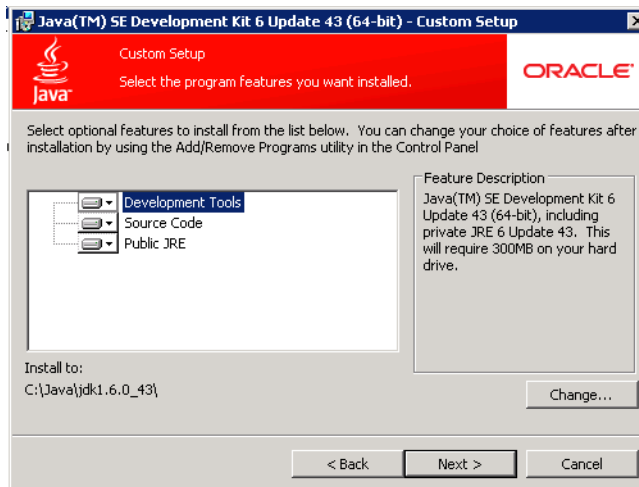 Java(TM) SE Development Kit 6 Update 43 (64-bit) - Custom Setup
Custom Setup
Select the program features you want installed.
Java
ORACLE
Select optional features to install from the list below. You can change your choice of features after
installation by using the Add/Remove Programs utility in the Control Panel
Development Tools
Source Code
Public JRE
Feature Description
Java(TM) SE Development Kit 6
Update 43 (64-bit), including
private JRE 6 Update 43. This
will require 300MB on your hard
drive.
Install to:
C:\Java\jdk1.6.0_43\
Change...
< Back
Next >
Cancel